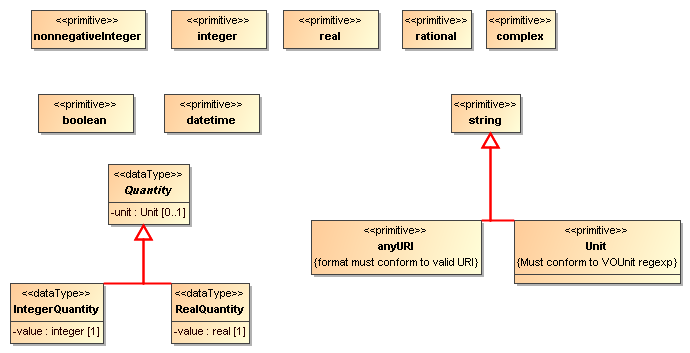 <<primitive>>
nonnegativeInteger
<<primitive>>
integer
<<primitive>>
real
<<primitive>>
rational
<<primitive>>
complex
<<primitive>>
boolean
<<primitive>>
datetime
<<primitive>>
string
<<dataType>>
Quantity
-unit : Unit [0..1]
<<primitive>>
anyURI
{format must conform to valid URI}
<<primitive>>
Unit
{Must conform to VOUnit regexp}
<<dataType>>
IntegerQuantity
-value : integer [1]
<<dataType>>
RealQuantity
-value : real [1]